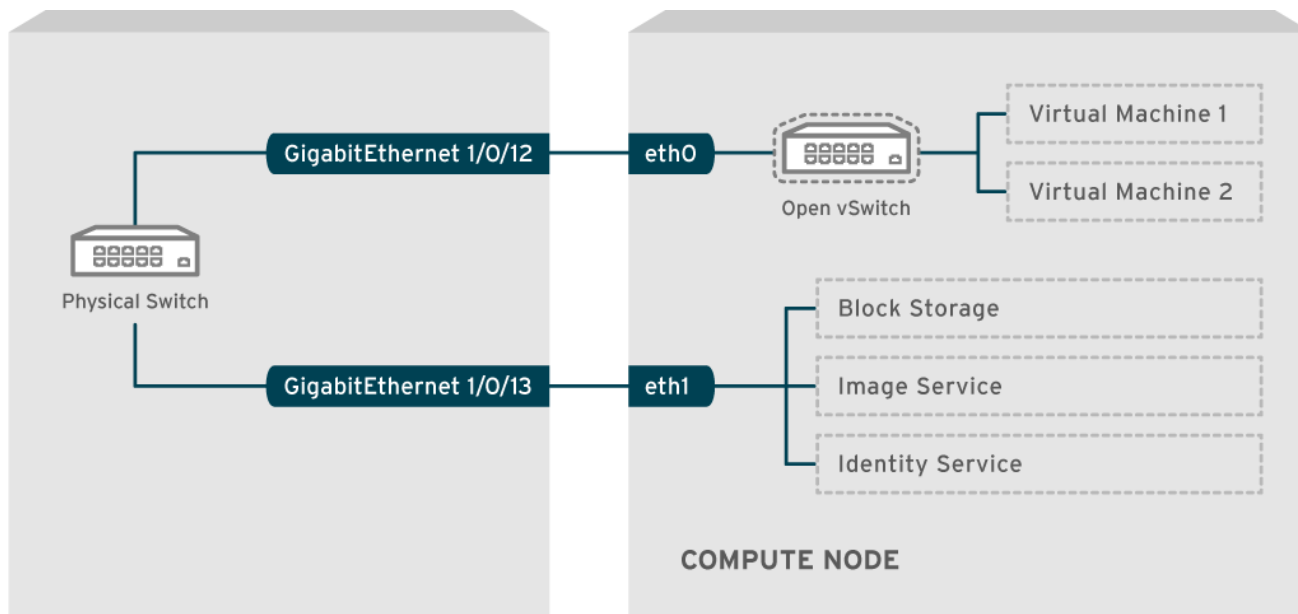 GigabitEthernet 1/0/12
eth0
Open vSwitch
Virtual Machine 1
Virtual Machine 2
Physical Switch
GigabitEthernet 1/0/13
eth1
Block Storage
Image Service
Identity Service
COMPUTE NODE